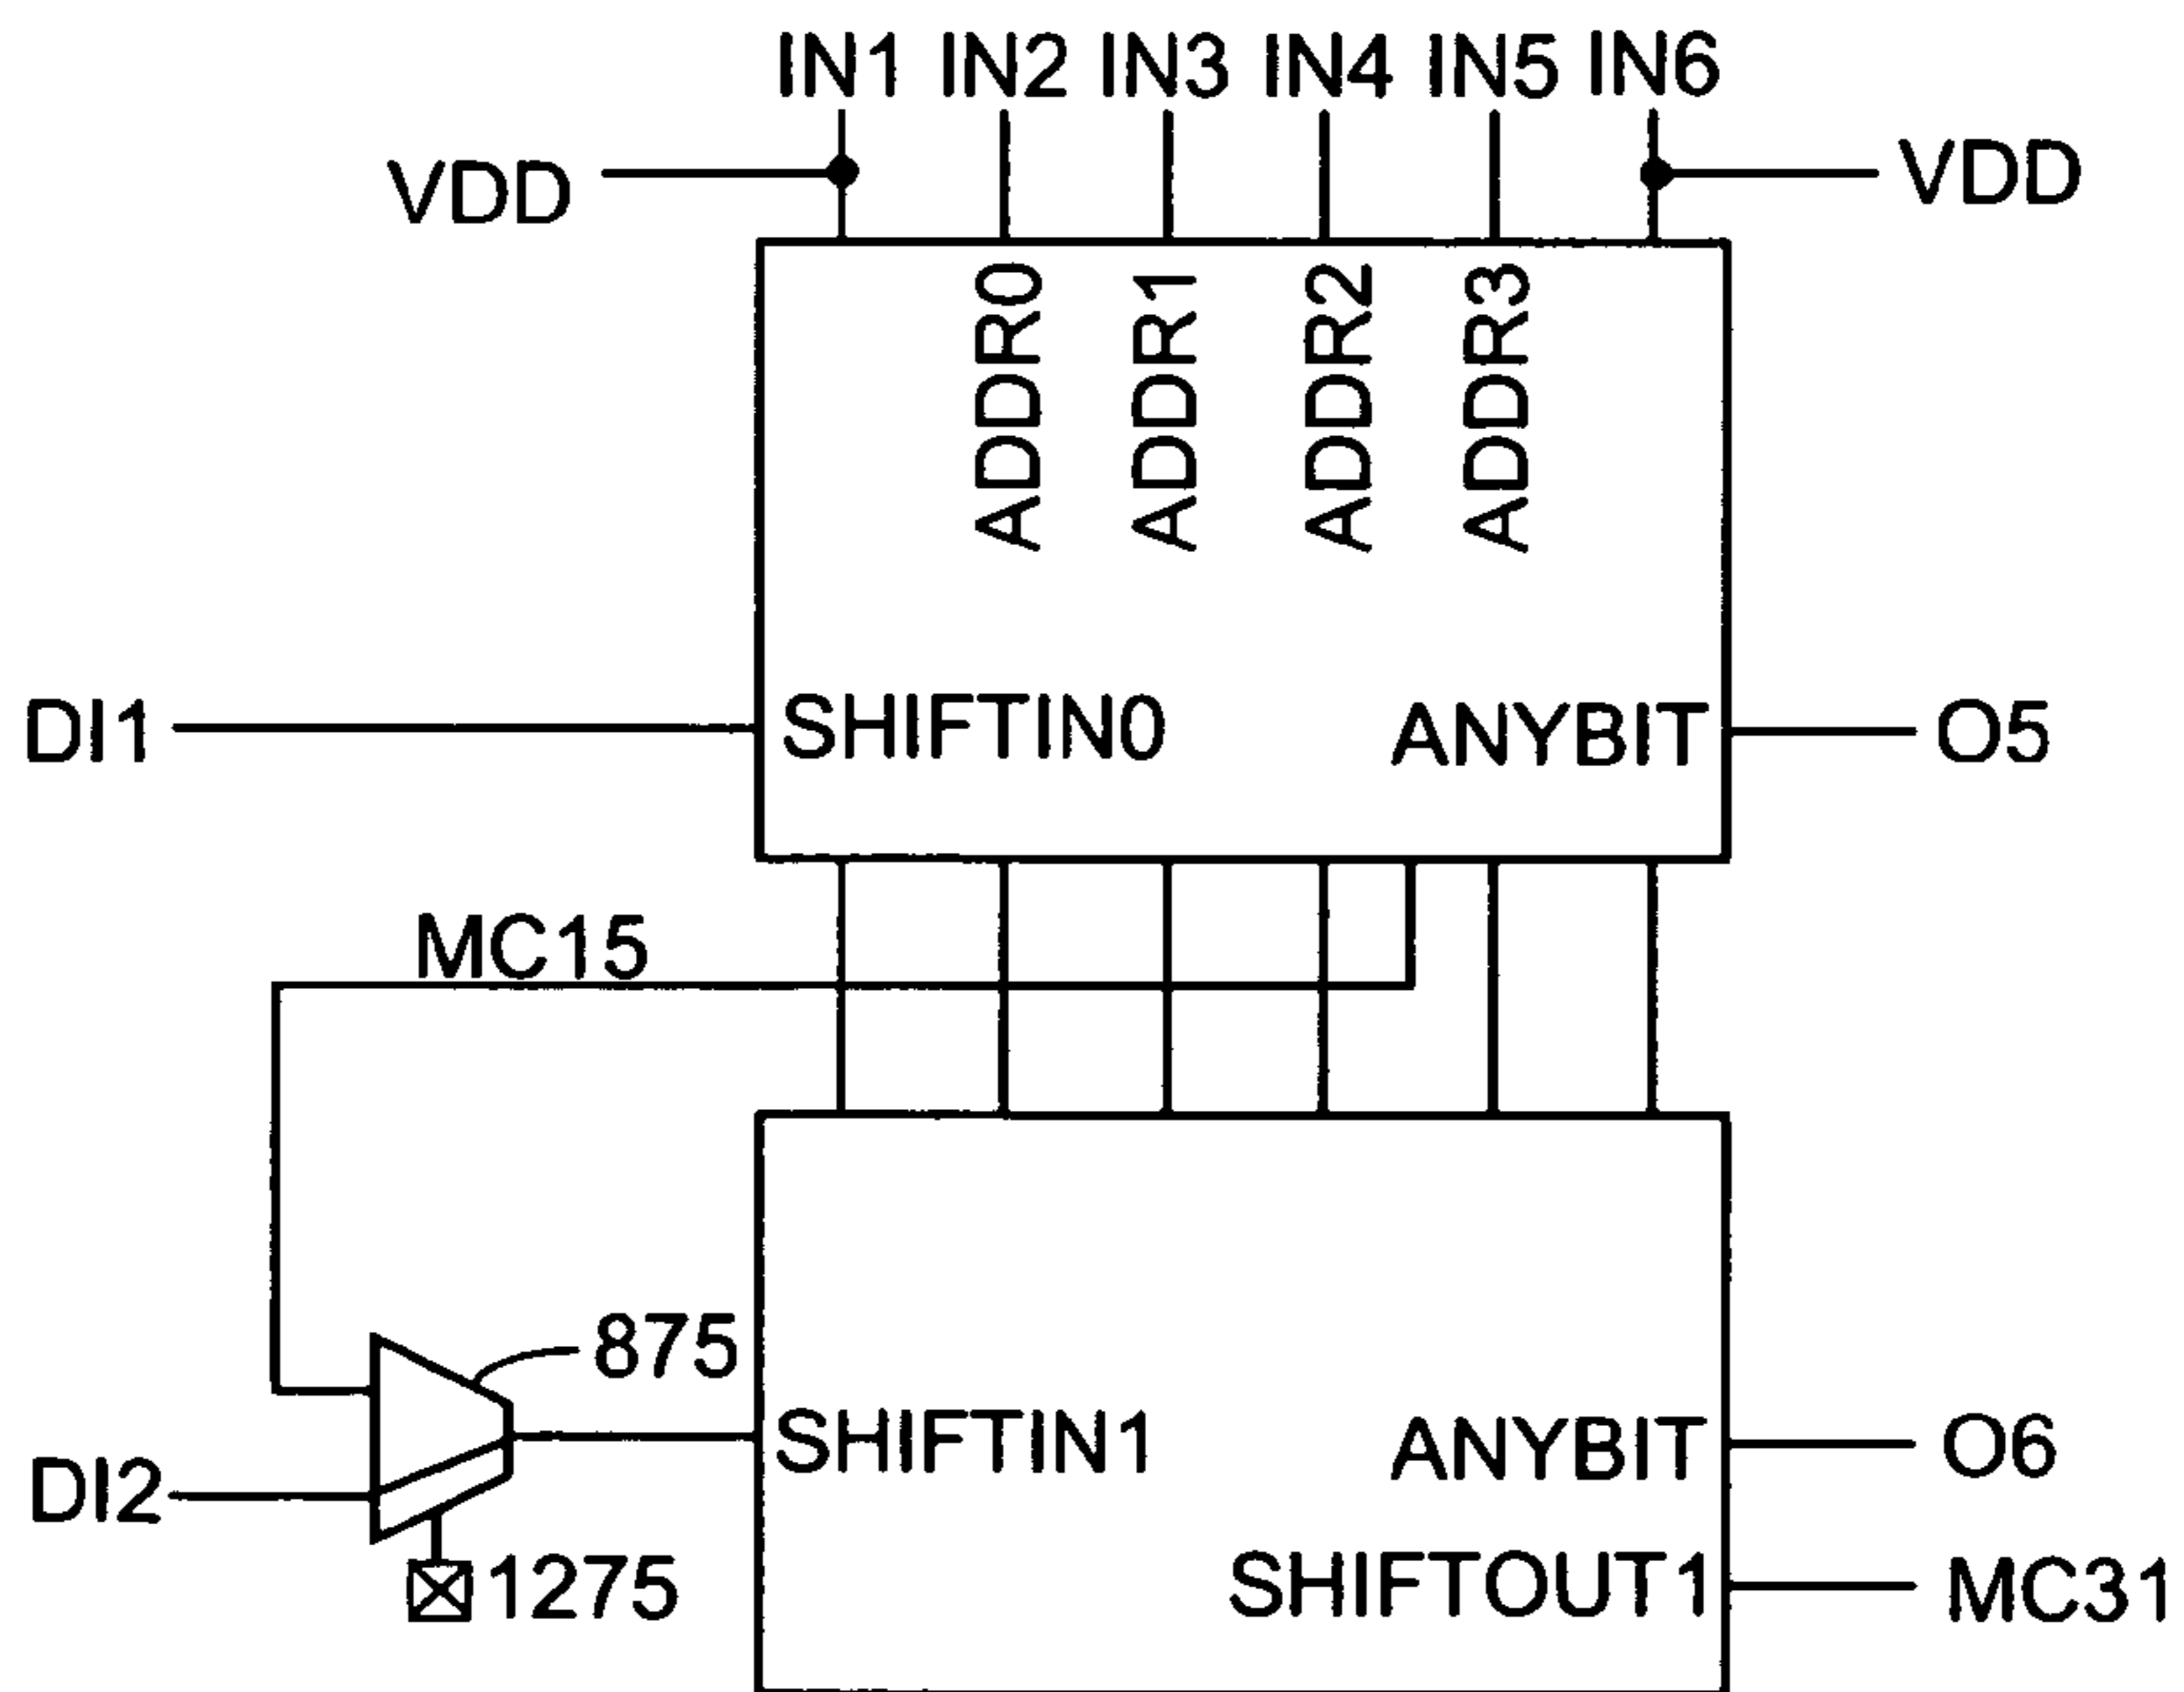 IN1 IN2 IN3 IN4 IN5 IN6
VDD VDD
ADDR0 ADDR1 ADDR2 ADDR3
DI1 SHIFTIN0 ANYBIT O5
MC15
875
SHIFTIN1 ANYBIT O6
DI2
1275 SHIFTOUT1 MC31